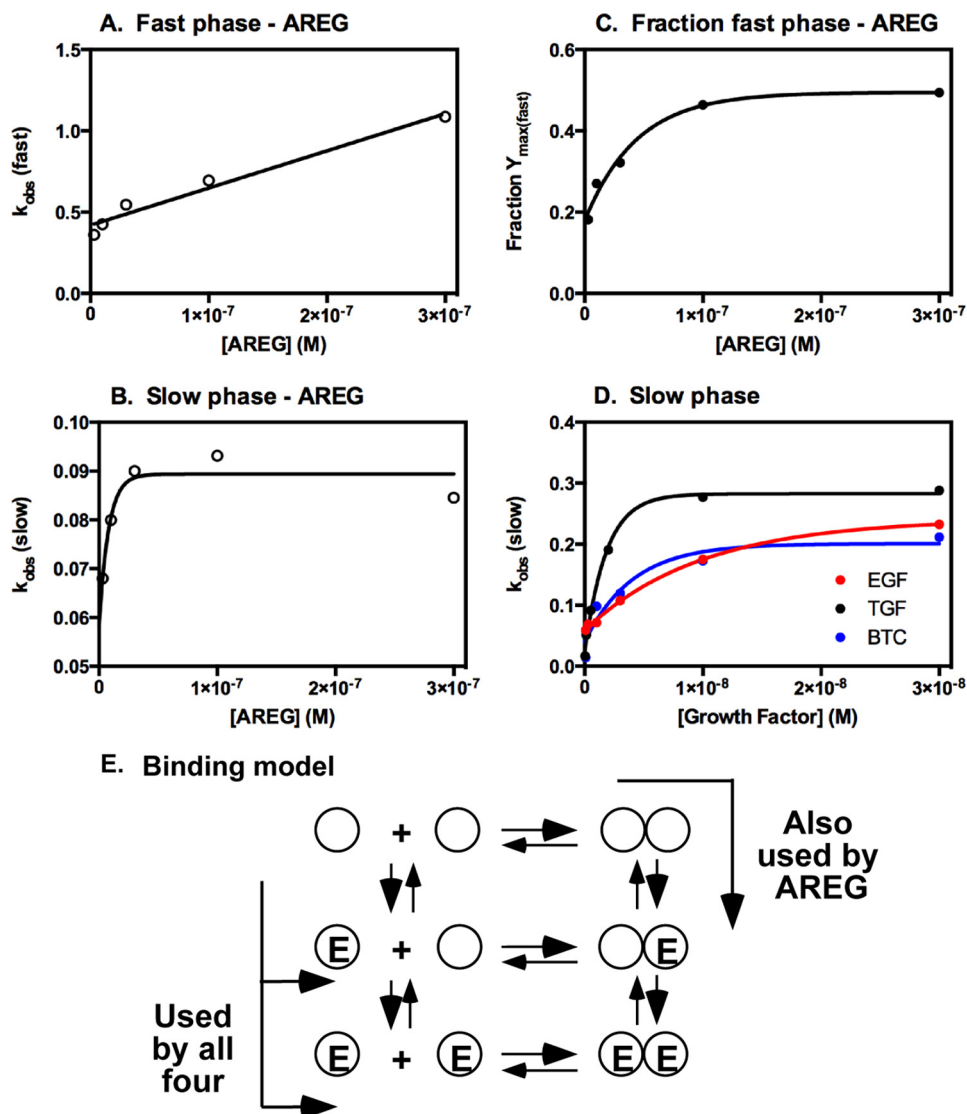 A. Fast phase - AREG
1.5
1.0
0.5
0.0
k_obs (fast)
0 1×10⁻⁷ 2×10⁻⁷ 3×10⁻⁷
[AREG] (M)
C. Fraction fast phase - AREG
0.6
0.4
0.2
0.0
Fraction Y_max(fast)
0 1×10⁻⁷ 2×10⁻⁷ 3×10⁻⁷
[AREG] (M)
B. Slow phase - AREG
0.10
0.09
0.08
0.07
0.06
0.05
k_obs (slow)
0 1×10⁻⁷ 2×10⁻⁷ 3×10⁻⁷
[AREG] (M)
D. Slow phase
0.4
0.3
0.2
0.1
0.0
k_obs (slow)
EGF
TGF
BTC
0 1×10⁻⁸ 2×10⁻⁸ 3×10⁻⁸
[Growth Factor] (M)
E. Binding model
+
Also
used by
AREG
E + E
Used
by all
four
E + E E E